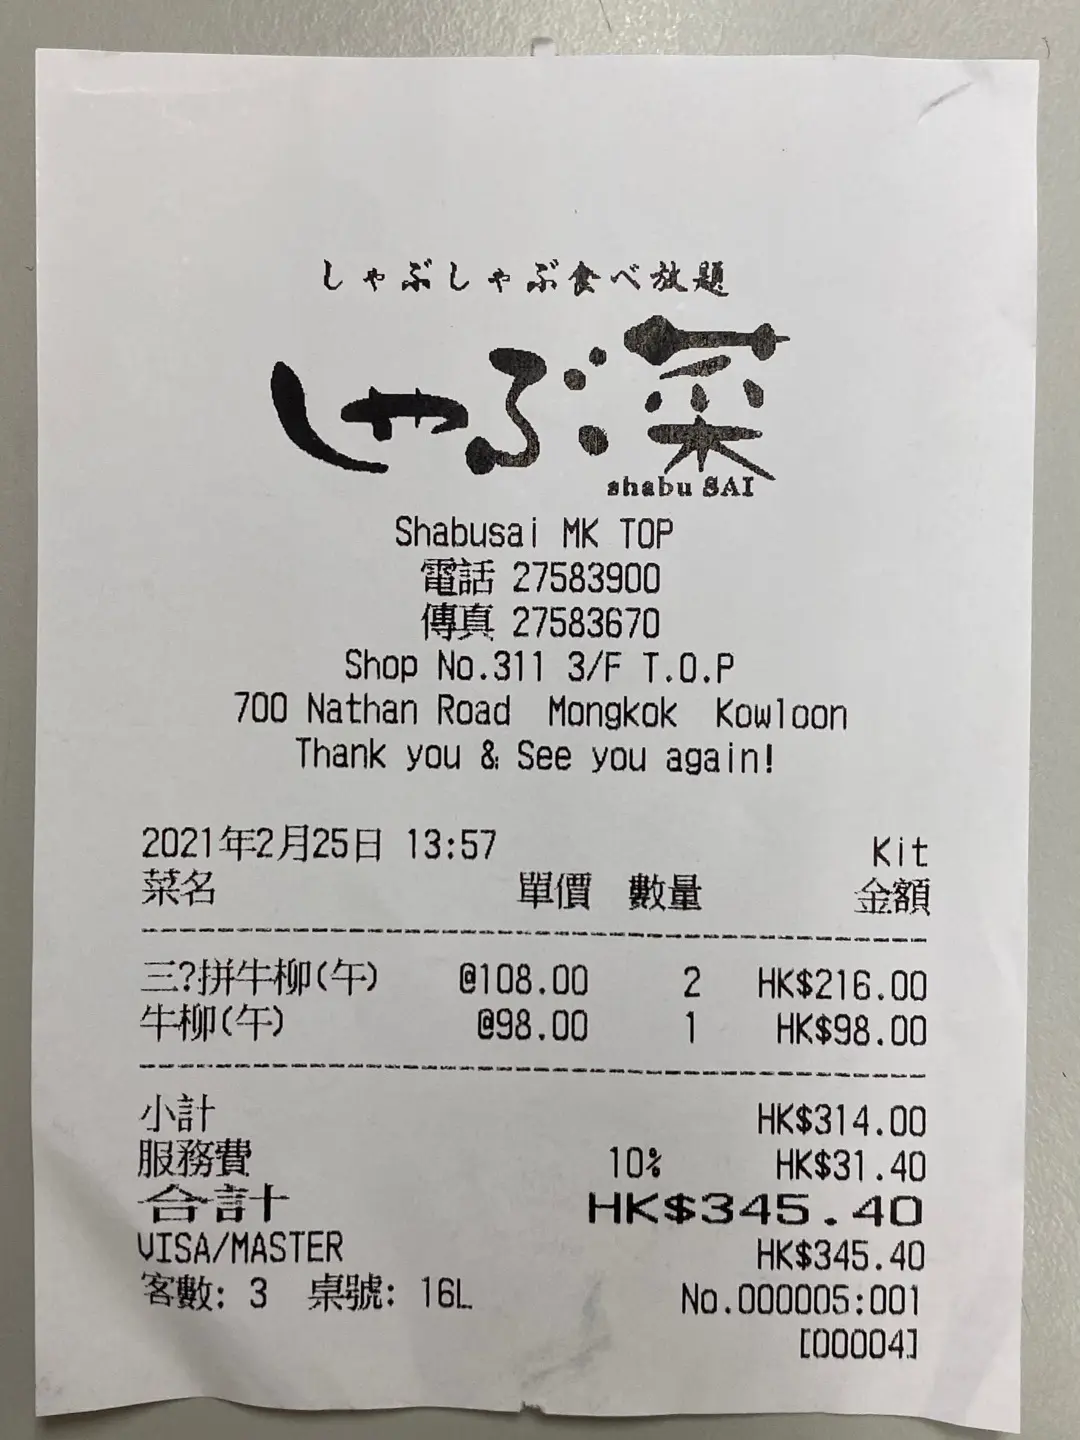 しゃぶしゃぶ食べ放題
しゃぶ菜
shabu SAI
Shabusai MK TOP
電話 27583900
傳真 27583670
Shop No.311 3/F T.O.P
700 Nathan Road Mongkok Kowloon
Thank you & See you again!
2021年2月25日 13:57 Kit
菜名 單價 數量 金額
三?拼牛柳(午) @108.00 2 HK$216.00
牛柳(午) @98.00 1 HK$98.00
小計 HK$314.00
服務費 10% HK$31.40
合計 HK$345.40
VISA/MASTER HK$345.40
客數: 3 桌號: 16L No.000005:001
[00004]